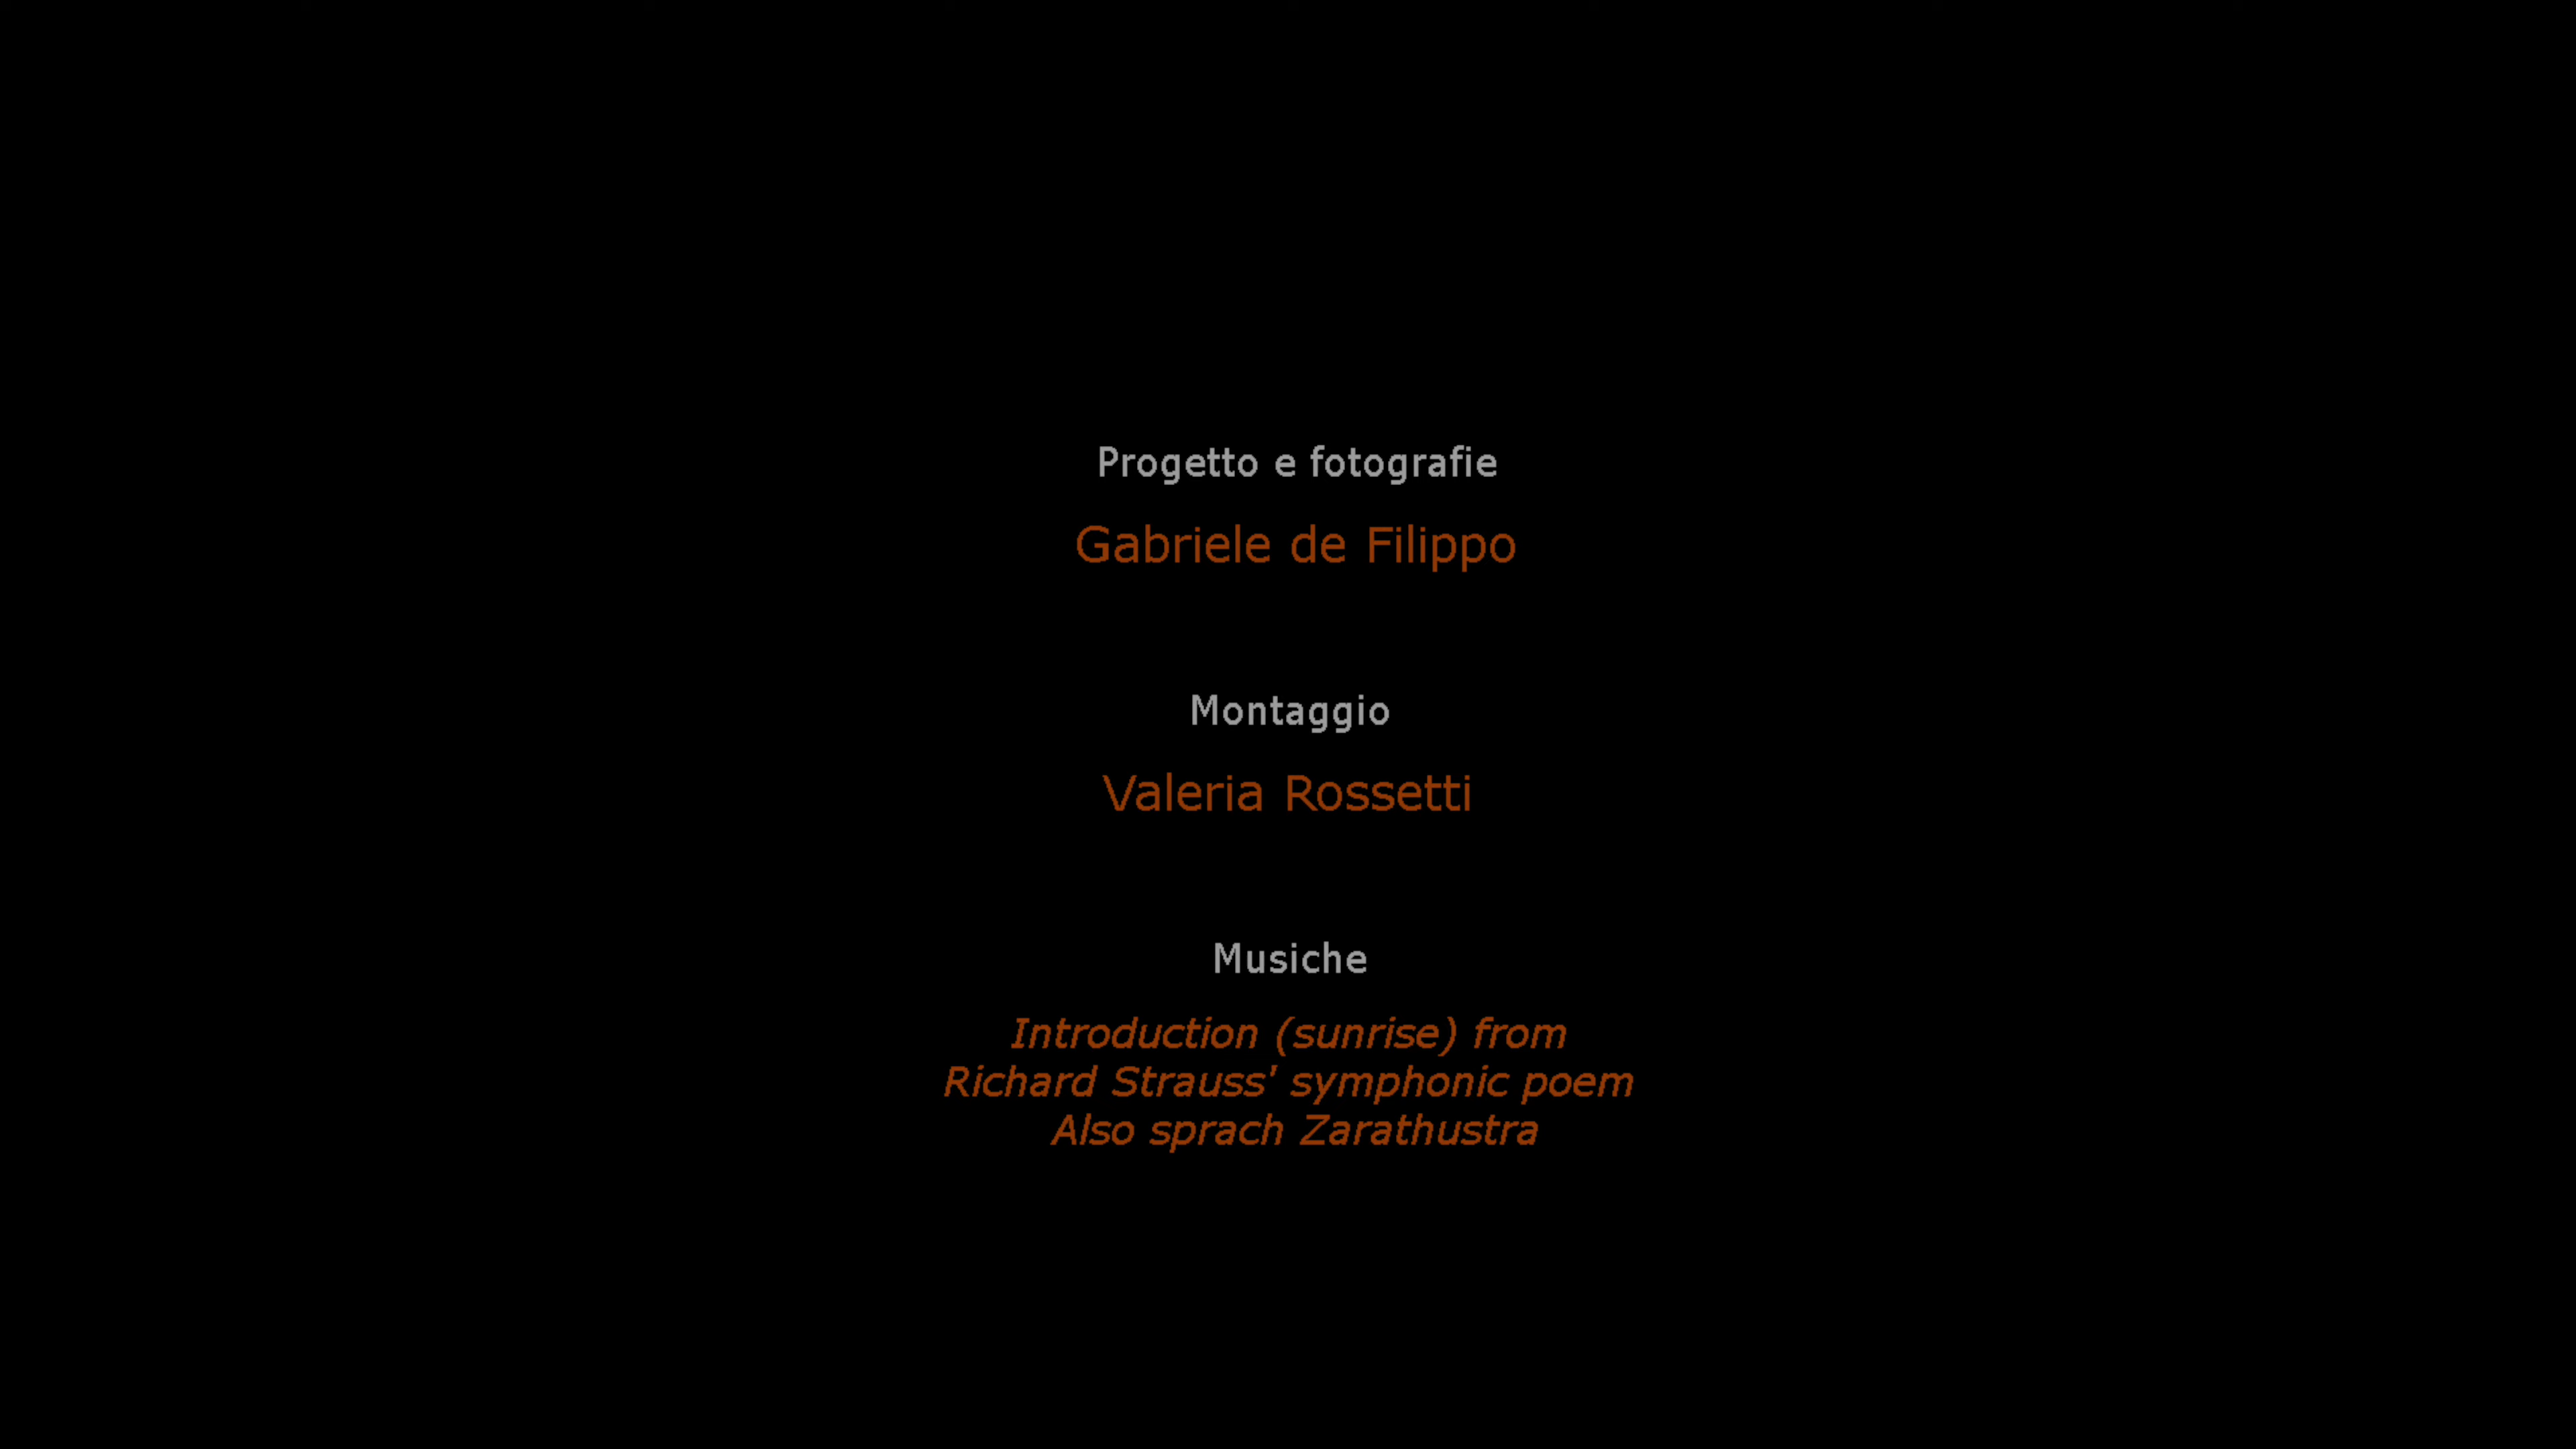 Progetto e fotografie
Gabriele de Filippo
Montaggio
Valeria Rossetti
Musiche
Introduction (sunrise) from
Richard Strauss' symphonic poem
Also sprach Zarathustra